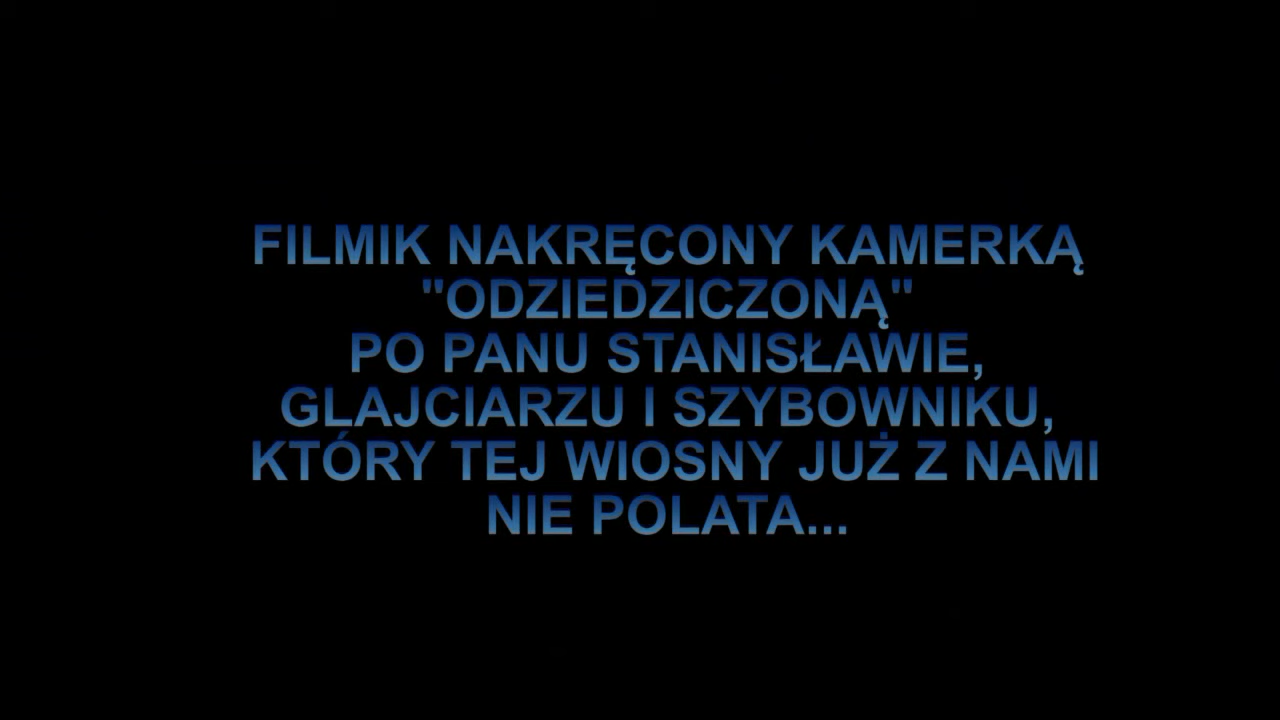 FILMIK NAKRĘCONY KAMERKĄ
"ODZIEDZICZONĄ"
PO PANU STANISŁAWIE,
GLAJCIARZU I SZYBOWNIKU,
KTÓRY TEJ WIOSNY JUŻ Z NAMI
NIE POLATA...